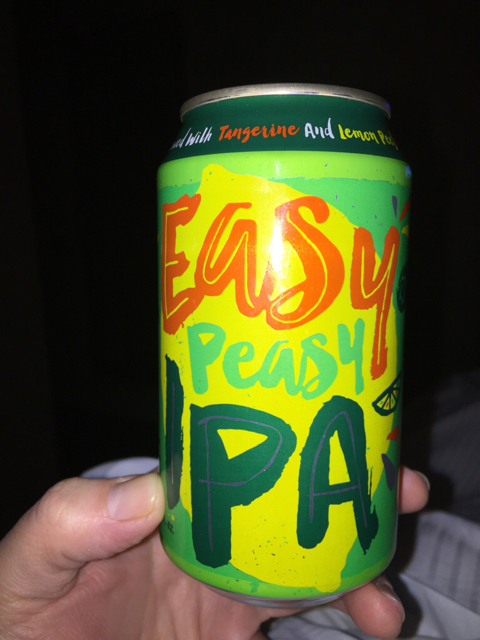 With Tangerine And Lemon
Easy
Peasy
IPA